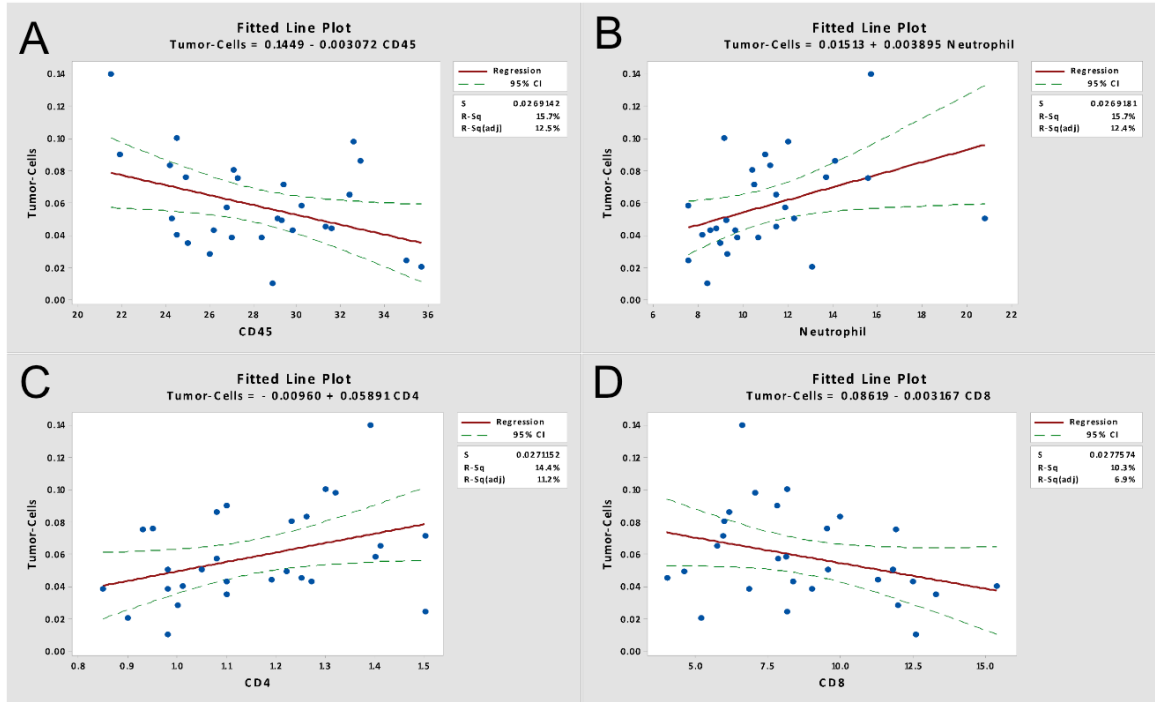 A
Fitted Line Plot
Tumor-Cells = 0.1449 - 0.003072 CD45
Regression
95% CI
S 0.0269142
R-Sq 15.7%
R-Sq(adj) 12.5%
Tumor-Cells
0.14
0.12
0.10
0.08
0.06
0.04
0.02
0.00
20 22 24 26 28 30 32 34 36
CD45
B
Fitted Line Plot
Tumor-Cells = 0.01513 + 0.003895 Neutrophil
Regression
95% CI
S 0.0269181
R-Sq 15.7%
R-Sq(adj) 12.4%
Tumor-Cells
0.14
0.12
0.10
0.08
0.06
0.04
0.02
0.00
6 8 10 12 14 16 18 20 22
Neutrophil
C
Fitted Line Plot
Tumor-Cells = - 0.00960 + 0.05891 CD4
Regression
95% CI
S 0.0271152
R-Sq 14.4%
R-Sq(adj) 11.2%
Tumor-Cells
0.14
0.12
0.10
0.08
0.06
0.04
0.02
0.00
0.8 0.9 1.0 1.1 1.2 1.3 1.4 1.5
CD4
D
Fitted Line Plot
Tumor-Cells = 0.08619 - 0.003167 CD8
Regression
95% CI
S 0.0277574
R-Sq 10.3%
R-Sq(adj) 6.9%
Tumor-Cells
0.14
0.12
0.10
0.08
0.06
0.04
0.02
0.00
5.0 7.5 10.0 12.5 15.0
CD8